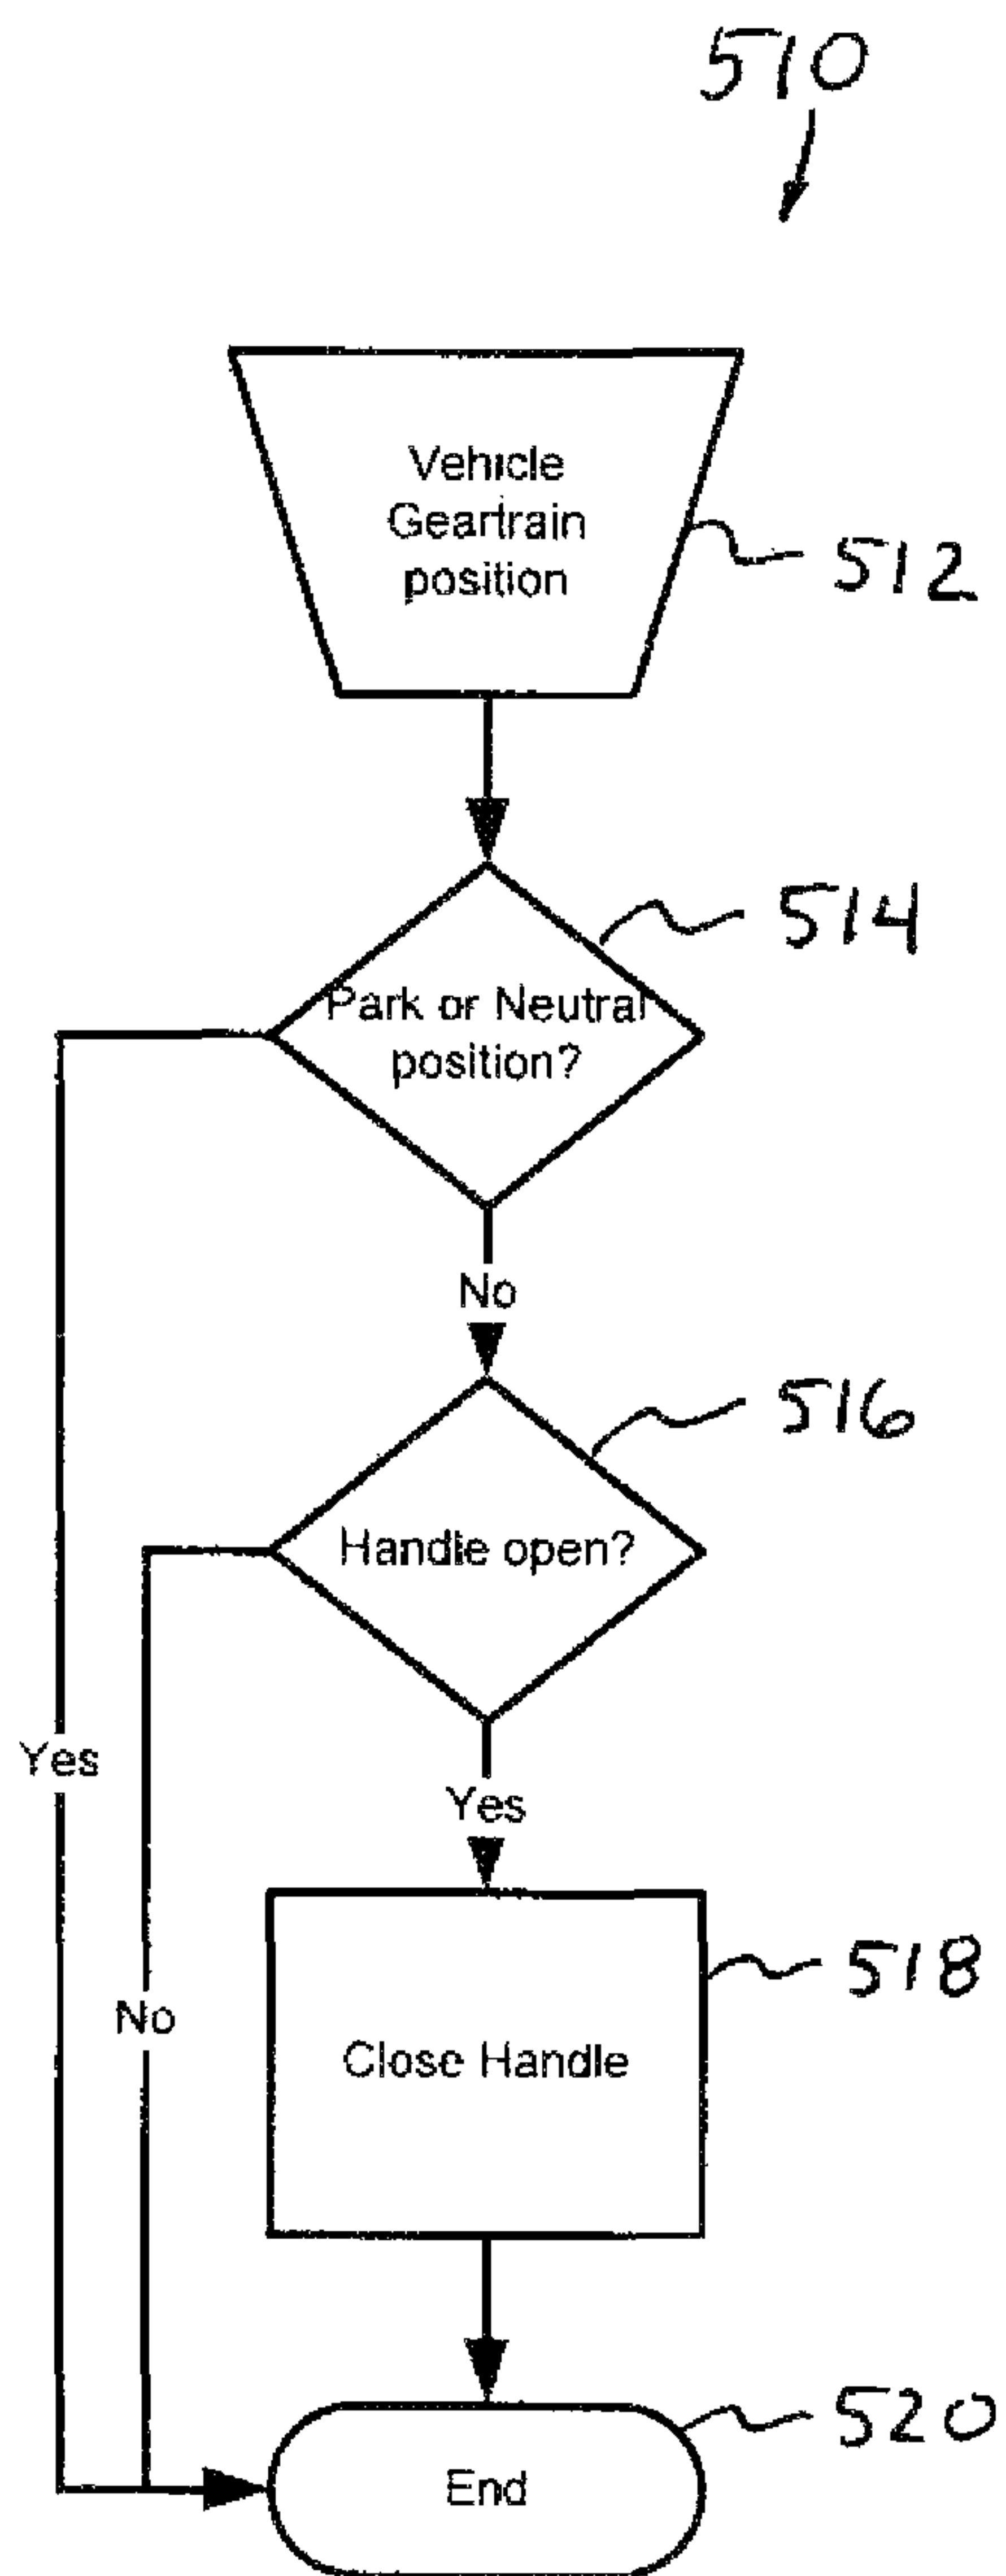 510
Vehicle
Geartrain
position
512
514
Park or Neutral
position?
No
516
Handle open?
Yes
Yes
518
No
Close Handle
520
End